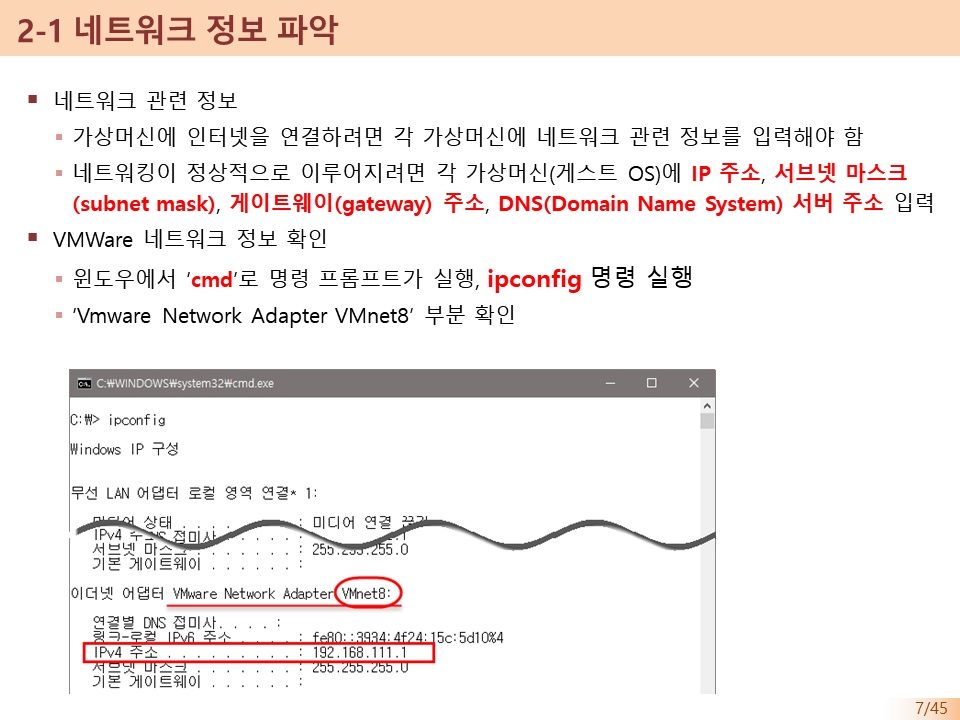 2-1 네트워크 정보 파악
네트워크 관련 정보
가상머신에 인터넷을 연결하려면 각 가상머신에 네트워크 관련 정보를 입력해야 함
네트워킹이 정상적으로 이루어지려면 각 가상머신(게스트 OS)에 IP 주소, 서브넷 마스크
(subnet mask), 게이트웨이(gateway) 주소, DNS(Domain Name System) 서버 주소 입력
VMWare 네트워크 정보 확인
윈도우에서 ‘cmd’로 명령 프롬프트가 실행, ipconfig 명령 실행
‘Vmware Network Adapter VMnet8’ 부분 확인
C:₩WINDOWS₩system32₩cmd.exe
C:₩> ipconfig
Windows IP 구성
무선 LAN 어댑터 로컬 영역 연결* 1:
미디어 상태 . . . . : 미디어 연결
IPv4 주 접미사 . . . . . :
서브넷 마스크 . . . . . . . : 255.255.255.0
기본 게이트웨이 . . . . . . :
이더넷 어댑터 VMware Network Adapter VMnet8:
연결별 DNS 접미사. . . . :
링크-로컬 IPv6 주소 . . . . : fe80::3934:4f24:15c:5d10%4
IPv4 주소 . . . . . . . . . : 192.168.111.1
서브넷 마스크 . . . . . . . : 255.255.255.0
기본 게이트웨이 . . . . . . :
7/45